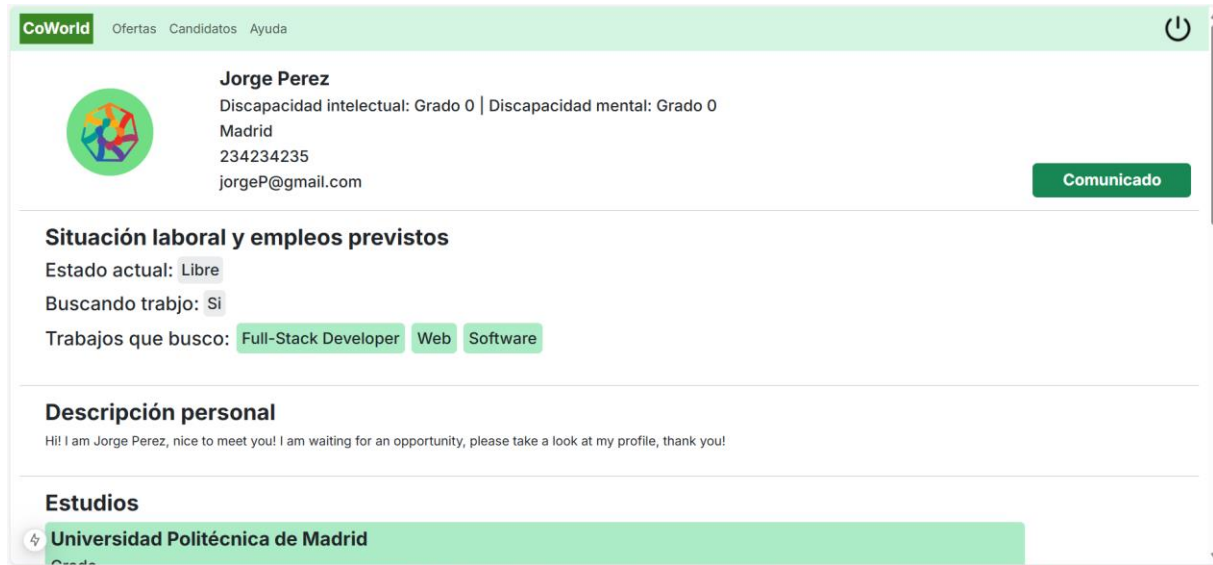 CoWorld Ofertas Candidatos Ayuda
Jorge Perez
Discapacidad intelectual: Grado 0 | Discapacidad mental: Grado 0
Madrid
234234235
jorgeP@gmail.com
Comunicado
Situación laboral y empleos previstos
Estado actual: Libre
Buscando trabjo: Si
Trabajos que busco: Full-Stack Developer Web Software
Descripción personal
Hi! I am Jorge Perez, nice to meet you! I am waiting for an opportunity, please take a look at my profile, thank you!
Estudios
Universidad Politécnica de Madrid
Grado